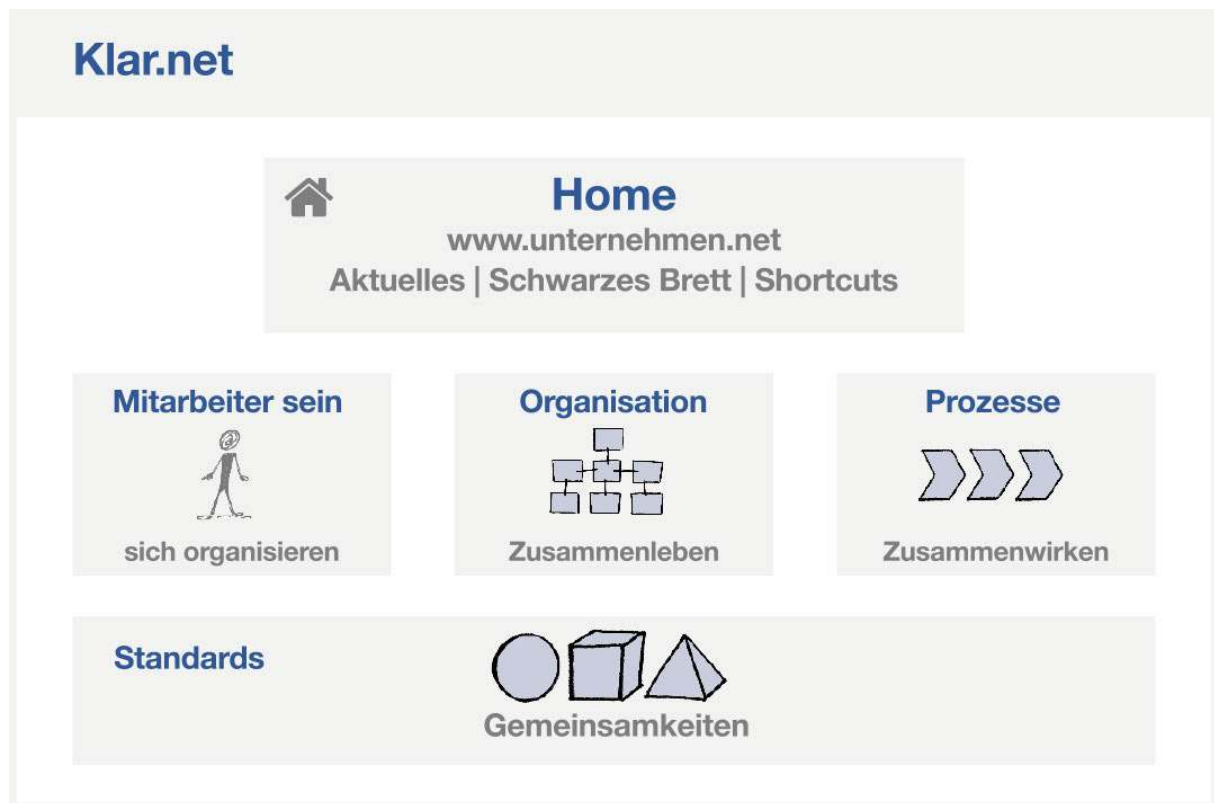 Klar.net
Home
www.unternehmen.net
Aktuelles | Schwarzes Brett | Shortcuts
Mitarbeiter sein
sich organisieren
Organisation
Zusammenleben
Prozesse
Zusammenwirken
Standards
Gemeinsamkeiten